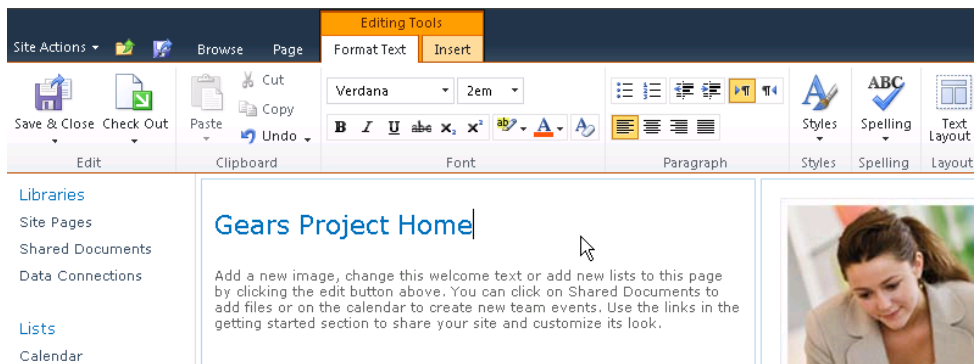 Editing Tools
Site Actions Browse Page Format Text Insert
Cut
Verdana 2em
Copy
Save & Close Check Out Paste Styles Spelling Text Layout
Undo
B I U abc x₂ x² ab A A
ABC
Edit Clipboard Font Paragraph Styles Spelling Layout
Libraries
Site Pages
Shared Documents
Data Connections
Lists
Calendar
Gears Project Home
Add a new image, change this welcome text or add new lists to this page
by clicking the edit button above. You can click on Shared Documents to
add files or on the calendar to create new team events. Use the links in the
getting started section to share your site and customize its look.